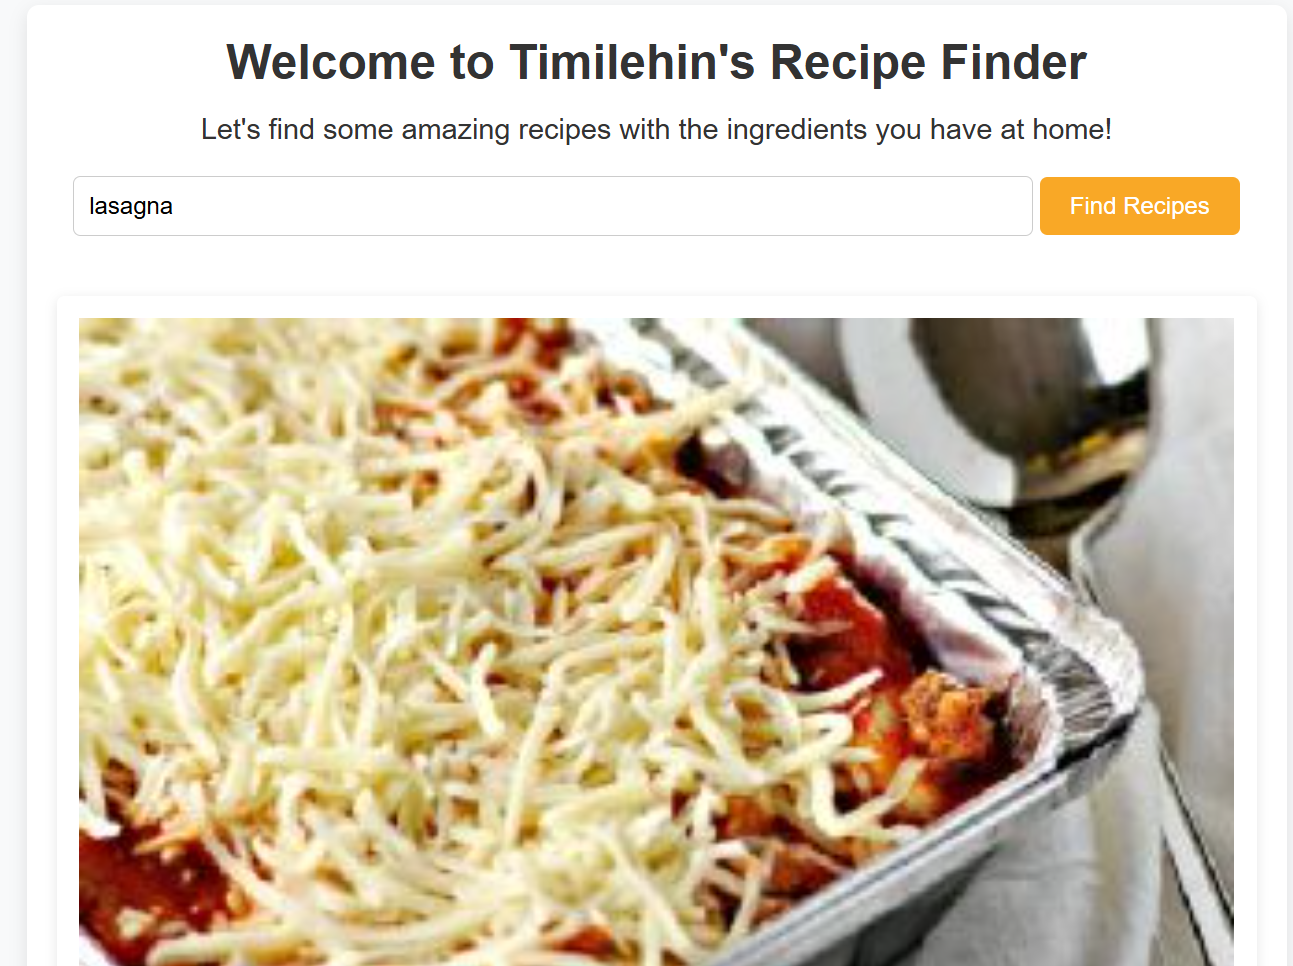 Welcome to Timilehin's Recipe Finder
Let's find some amazing recipes with the ingredients you have at home!
lasagna
Find Recipes